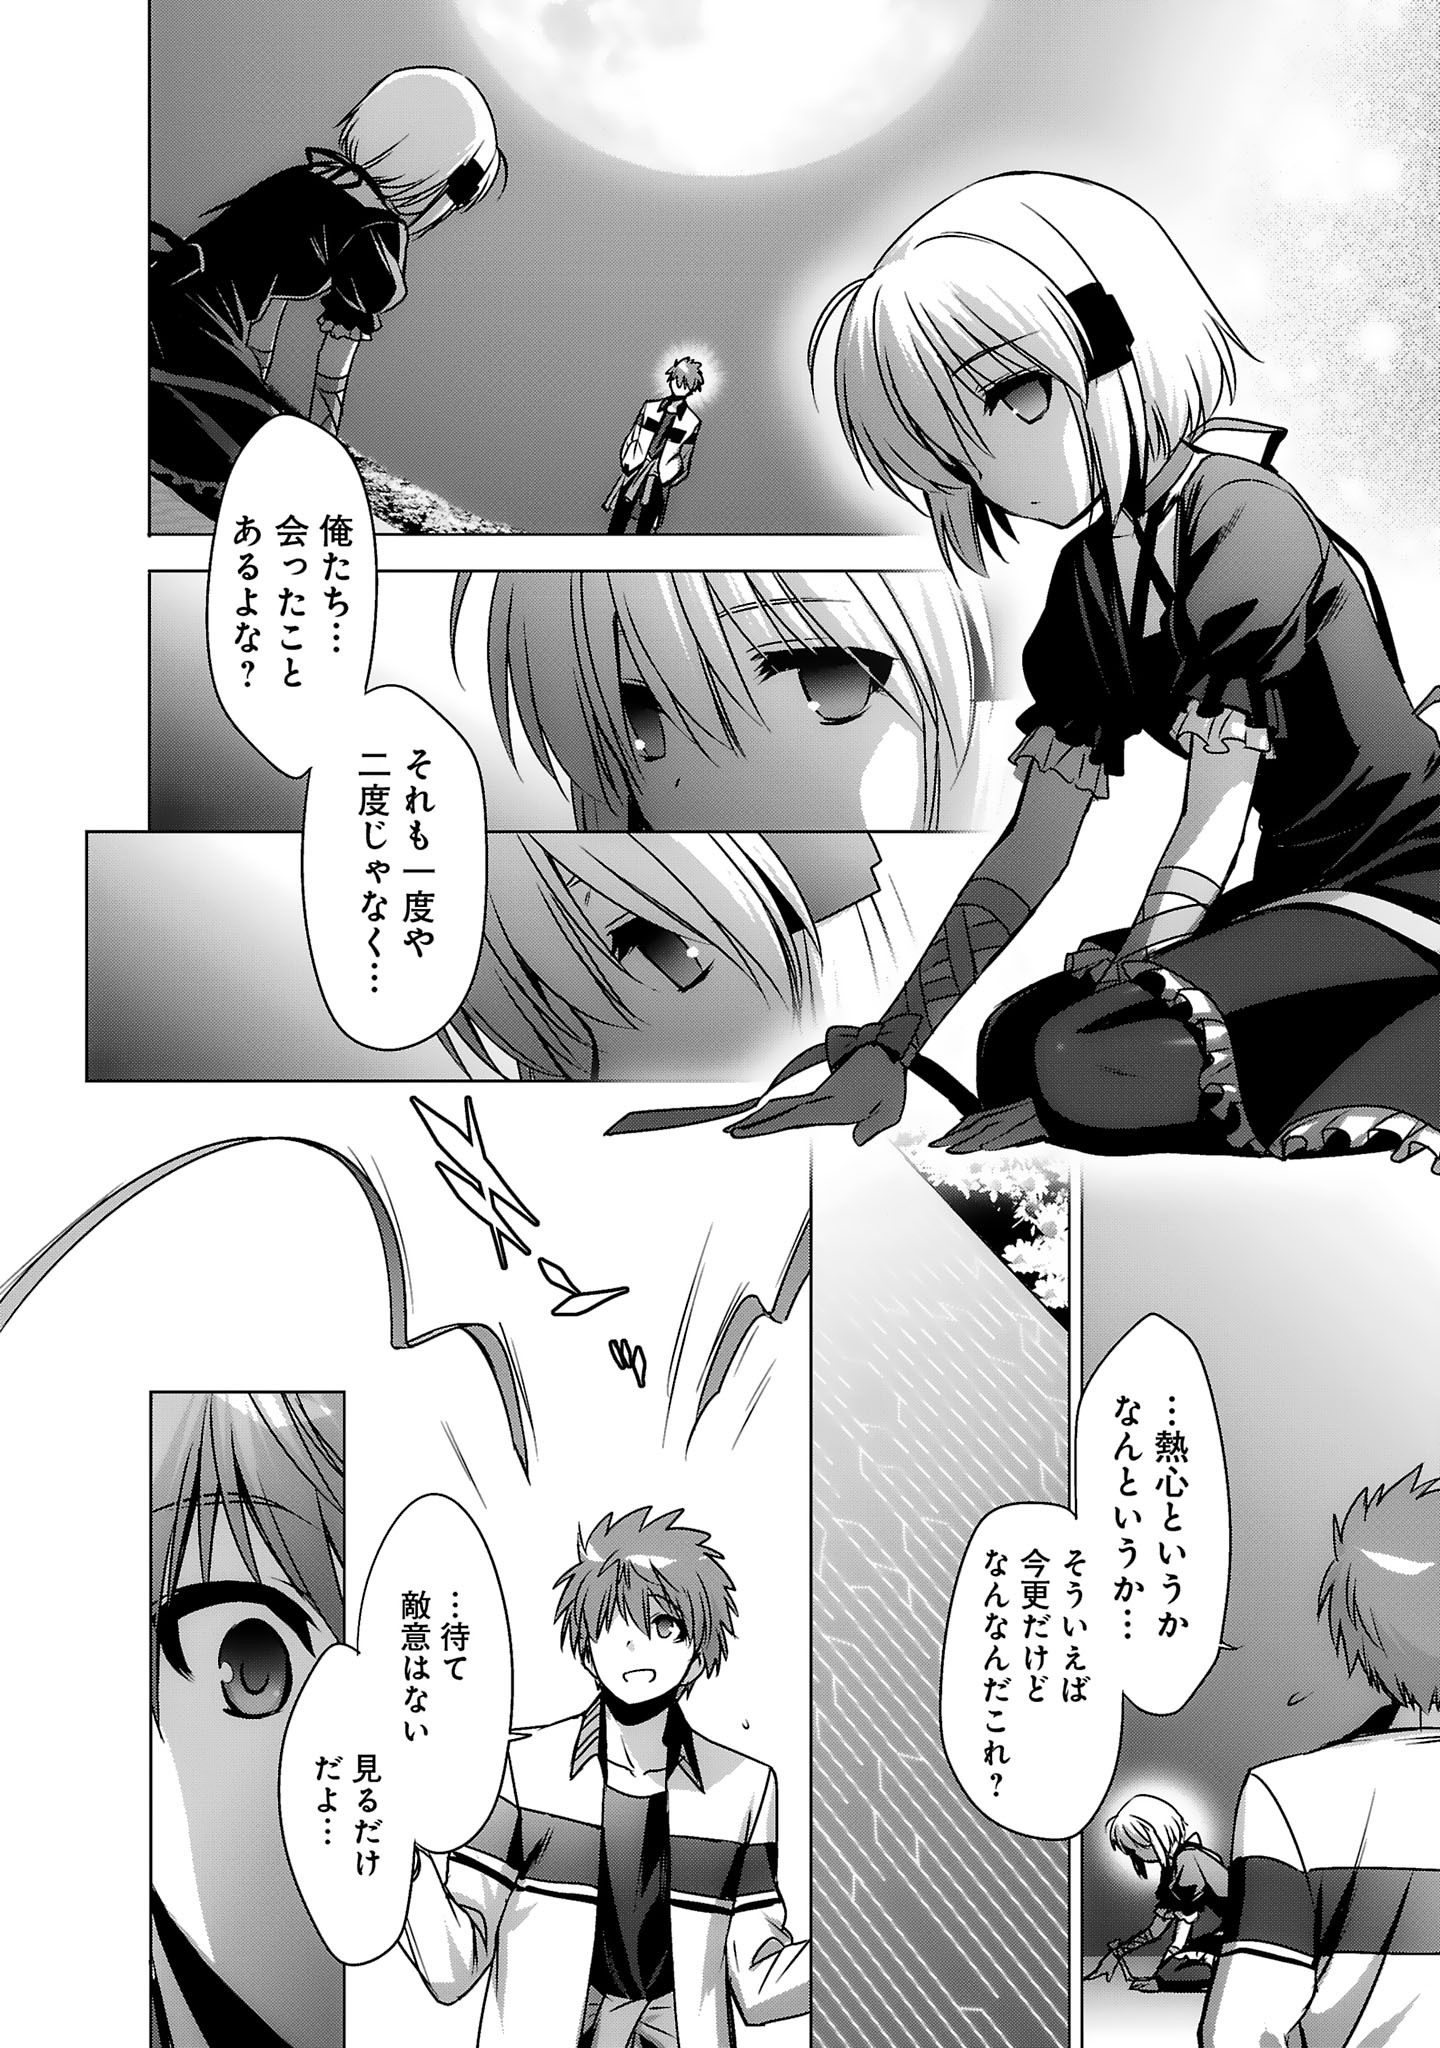 俺たち…
会ったこと
あるよな?
それも一度や
二度じゃなく…
…熱心というか
なんというか…
そういえば
今更だけど
なんなんだこれ?
…待て
敵意はない
見るだけ
だよ…